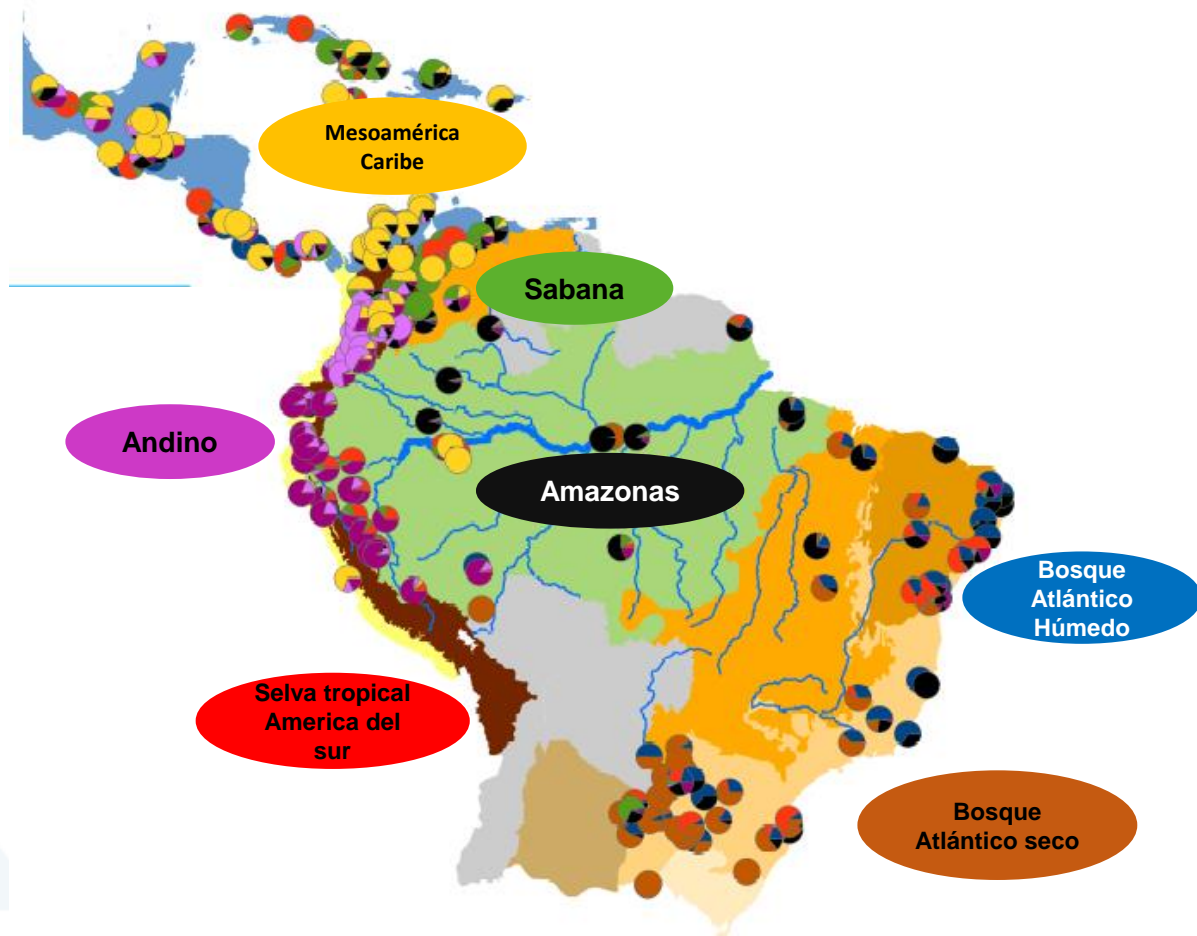 Mesoamérica
Caribe
Sabana
Andino
Amazonas
Bosque
Atlántico
Húmedo
Selva tropical
America del
sur
Bosque
Atlántico seco